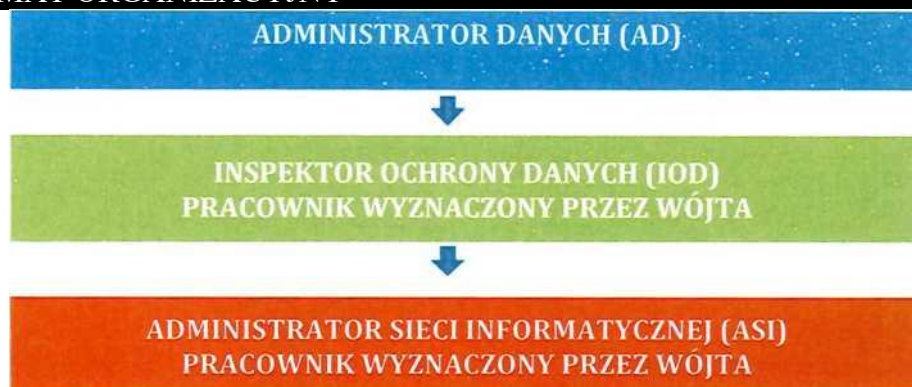 ADMINISTRATOR DANYCH (AD)
INSPEKTOR OCHRONY DANYCH (IOD)
PRACOWNIK WYZNACZONY PRZEZ WÓJTA
ADMINISTRATOR SIECI INFORMATYCZNEJ (ASI)
PRACOWNIK WYZNACZONY PRZEZ WÓJTA